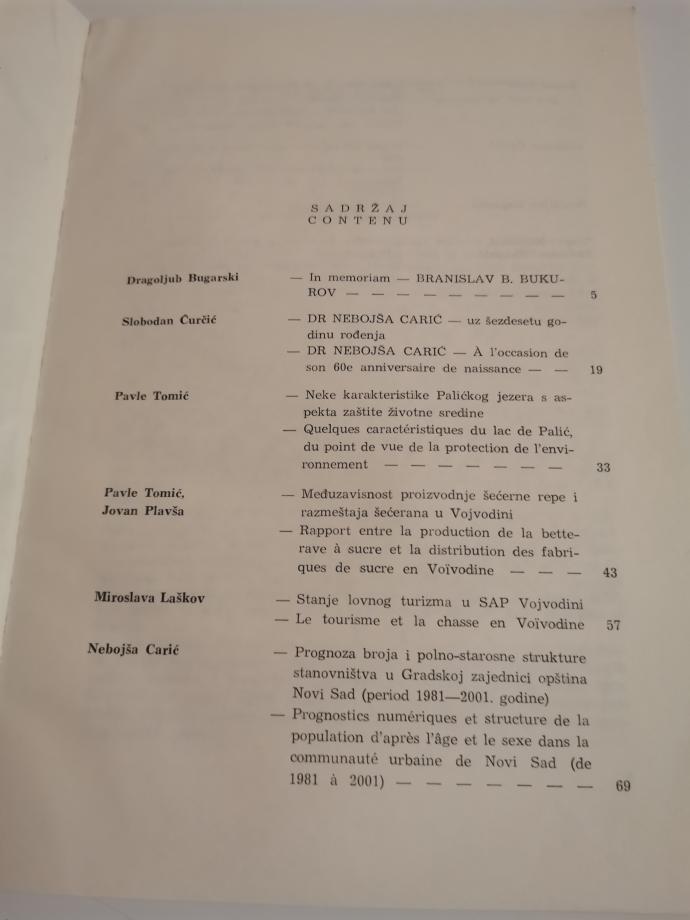 SADRŽAJ
CONTENU
Dragoljub Bugarski — In memoriam — BRANISLAV B. BUKU-
ROV — — — — — — — — 5
Slobodan Ćurčić — DR NEBOJŠA CARIĆ — uz šezdesetu go-
dinu rođenja
— DR NEBOJŠA CARIĆ — À l'occasion de
son 60e anniversaire de naissance — — 19
Pavle Tomić — Neke karakteristike Palićkog jezera s as-
pekta zaštite životne sredine
— Quelques caractéristiques du lac de Palić,
du point de vue de la protection de l'envi-
ronnement — — — — — — — 33
Pavle Tomić, — Međuzavisnost proizvodnje šećerne repe i
Jovan Plavša razmeštaja šećerana u Vojvodini
— Rapport entre la production de la bette-
rave à sucre et la distribution des fabri-
ques de sucre en Voïvodine — — — 43
Miroslava Laškov — Stanje lovnog turizma u SAP Vojvodini
— Le tourisme et la chasse en Voïvodine 57
Nebojša Carić — Prognoza broja i polno-starosne strukture
stanovništva u Gradskoj zajednici opština
Novi Sad (period 1981—2001. godine)
— Prognostics numériques et structure de la
population d'après l'âge et le sexe dans la
communauté urbaine de Novi Sad (de
1981 à 2001) — — — — — — — 69